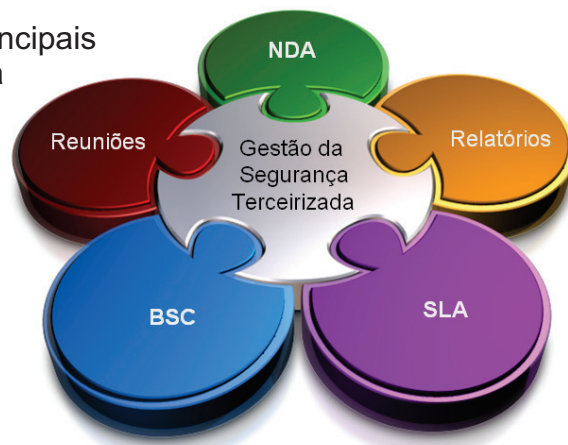 ncipais
a
NDA
Reuniões
Relatórios
Gestão da
Segurança
Terceirizada
BSC
SLA